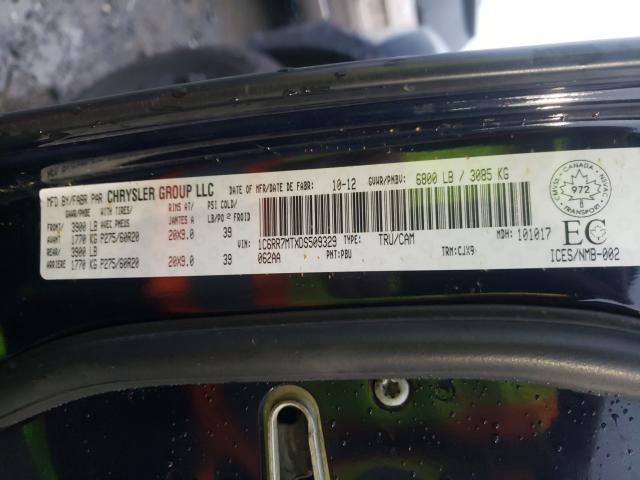 MFD BY/FABR PAR CHRYSLER GROUP LLC DATE OF MFR/DATE DE FABR: 10-12 GVWR/PNBV: 6800 LB / 3085 KG
GAWR/PNBE WITH TIRES RIMS AT/ PSI COLD/
AVEC PNEUS JANTES A LB/PO2 FROID
FRONT/ 3900 LB
AVANT 1770 KG P275/60R20 20X9.0 39
REAR/ 3900 LB
ARRIERE 1770 KG P275/60R20 20X9.0 39
VIN: 1C6RR7MTXDS509329 TYPE: TRU/CAM MDH: 101017
062AA PNT: PBU TRM: CJX9
CANADA
CMVSS NSVAC
972
TRANSPORT
EC
ICES/NMB-002